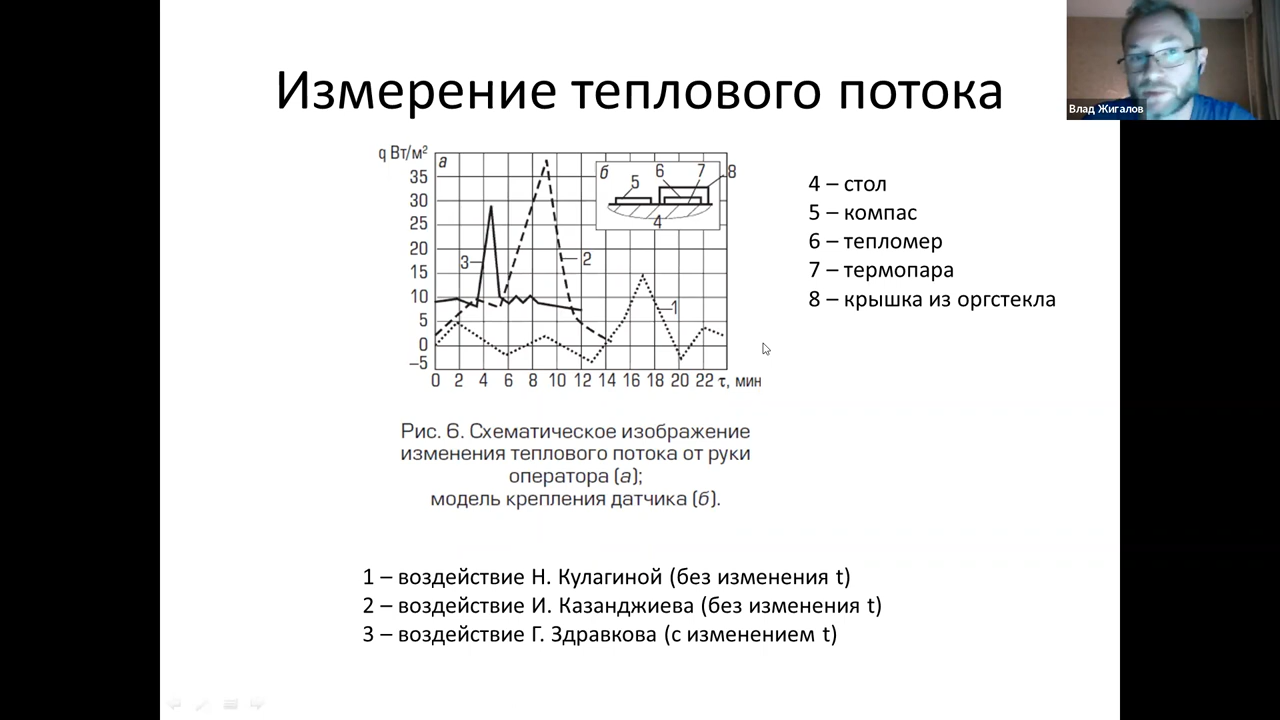 Измерение теплового потока
Влад Жигалов
q Вт/м²
а
35
30
25
20
15
10
5
0
–5
3
2
1
б
5
6
7
8
4
0 2 4 6 8 10 12 14 16 18 20 22 τ, мин
4 – стол
5 – компас
6 – тепломер
7 – термопара
8 – крышка из оргстекла
Рис. 6. Схематическое изображение
изменения теплового потока от руки
оператора (а);
модель крепления датчика (б).
1 – воздействие Н. Кулагиной (без изменения t)
2 – воздействие И. Казанджиева (без изменения t)
3 – воздействие Г. Здравкова (с изменением t)